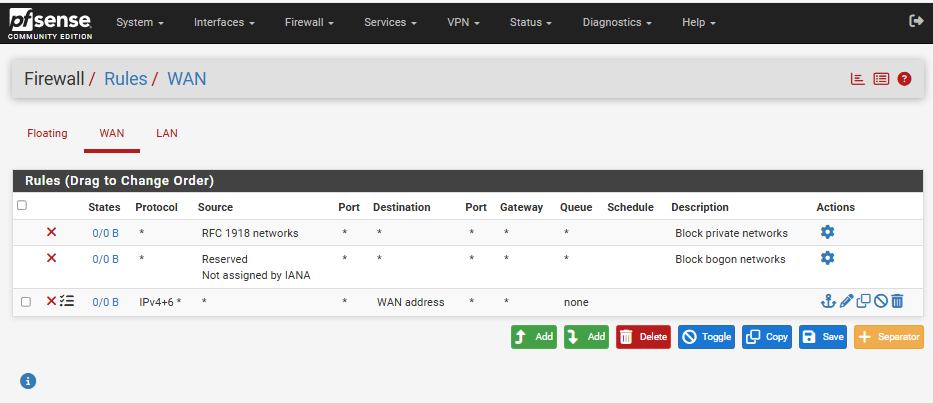 pfsense
COMMUNITY EDITION
System Interfaces Firewall Services VPN Status Diagnostics Help
Firewall / Rules / WAN
Floating WAN LAN
Rules (Drag to Change Order)
States Protocol Source Port Destination Port Gateway Queue Schedule Description Actions
0/0 B * RFC 1918 networks * * * * * Block private networks
0/0 B * Reserved * * * * * Block bogon networks
Not assigned by IANA
0/0 B IPv4+6 * * * WAN address * * none
Add Add Delete Toggle Copy Save Separator